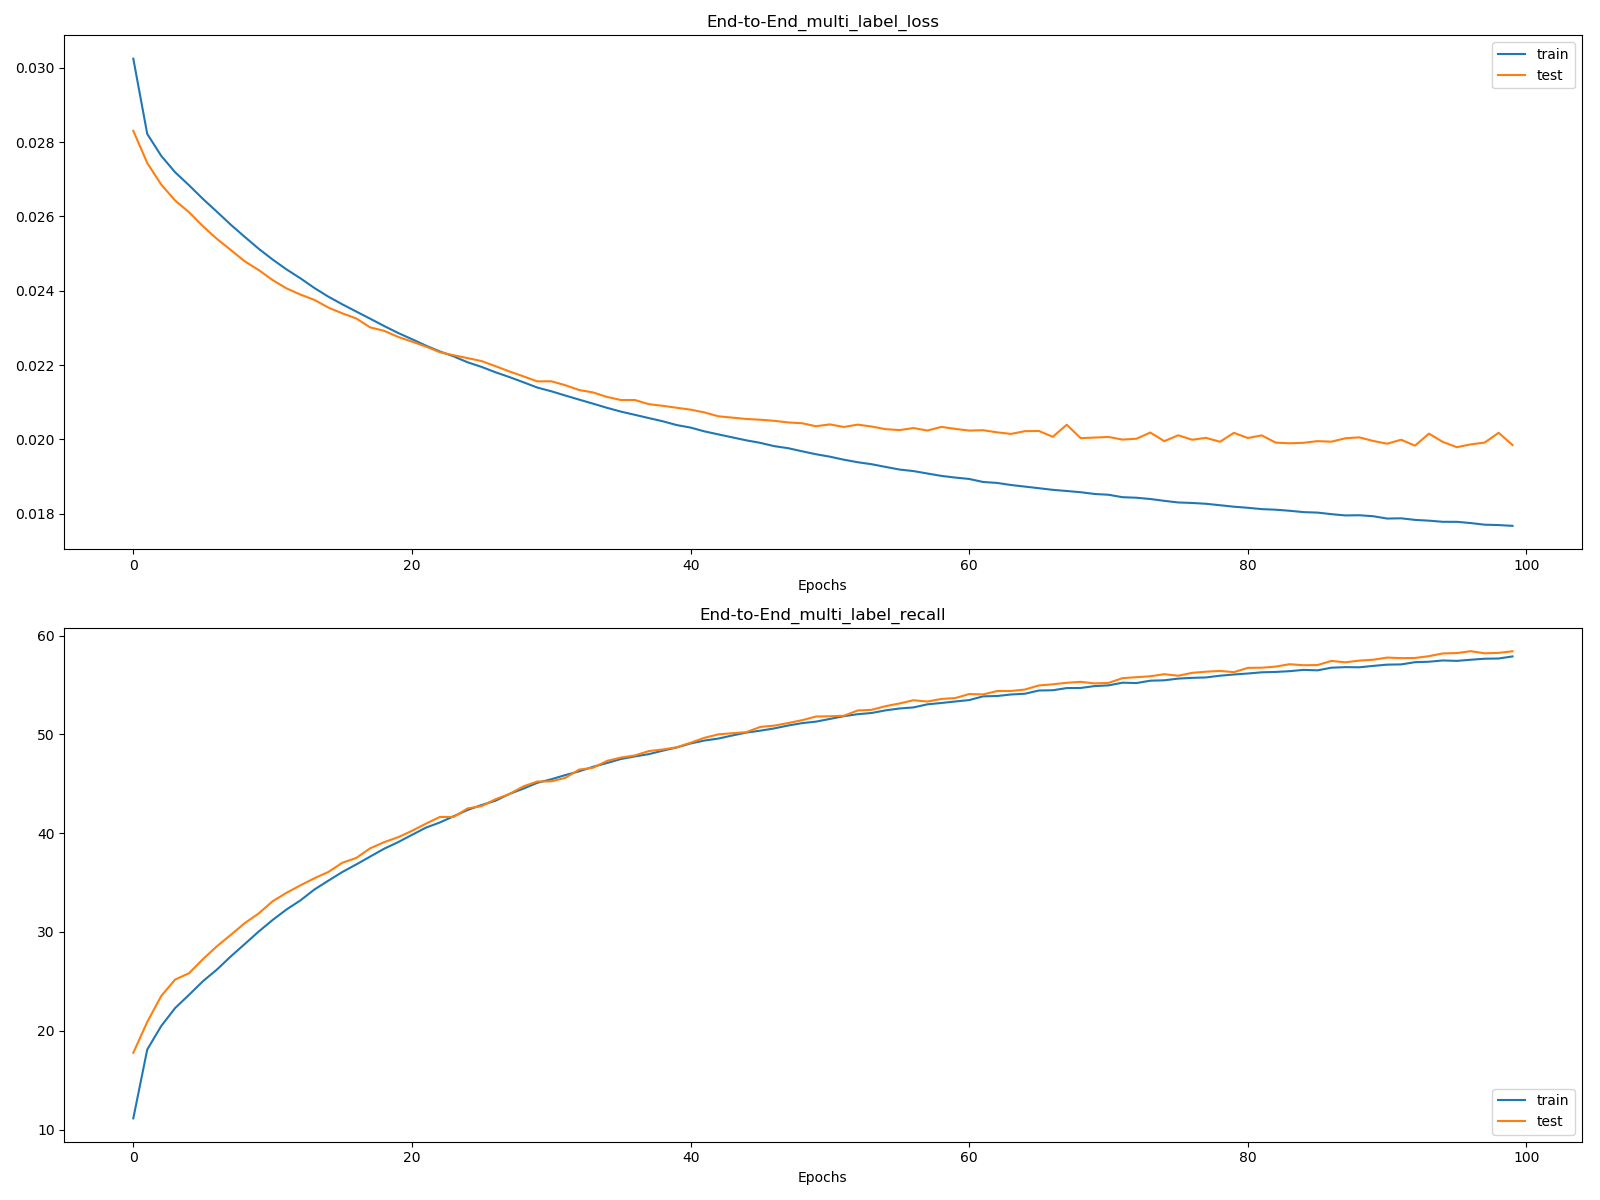 End-to-End_multi_label_loss
train
test
0.030
0.028
0.026
0.024
0.022
0.020
0.018
0 20 40 60 80 100
Epochs
End-to-End_multi_label_recall
60
50
40
30
20
10
train
test
0 20 40 60 80 100
Epochs